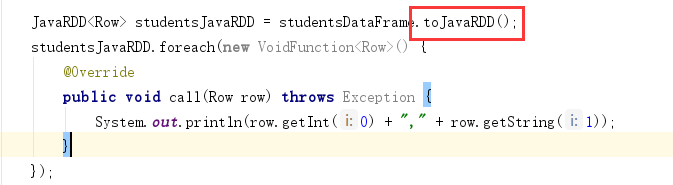 JavaRDD<Row> studentsJavaRDD = studentsDataFrame.toJavaRDD();
studentsJavaRDD.foreach(new VoidFunction<Row>() {
@Override
public void call(Row row) throws Exception {
System.out.println(row.getInt( i: 0) + "," + row.getString( i: 1));
}
});